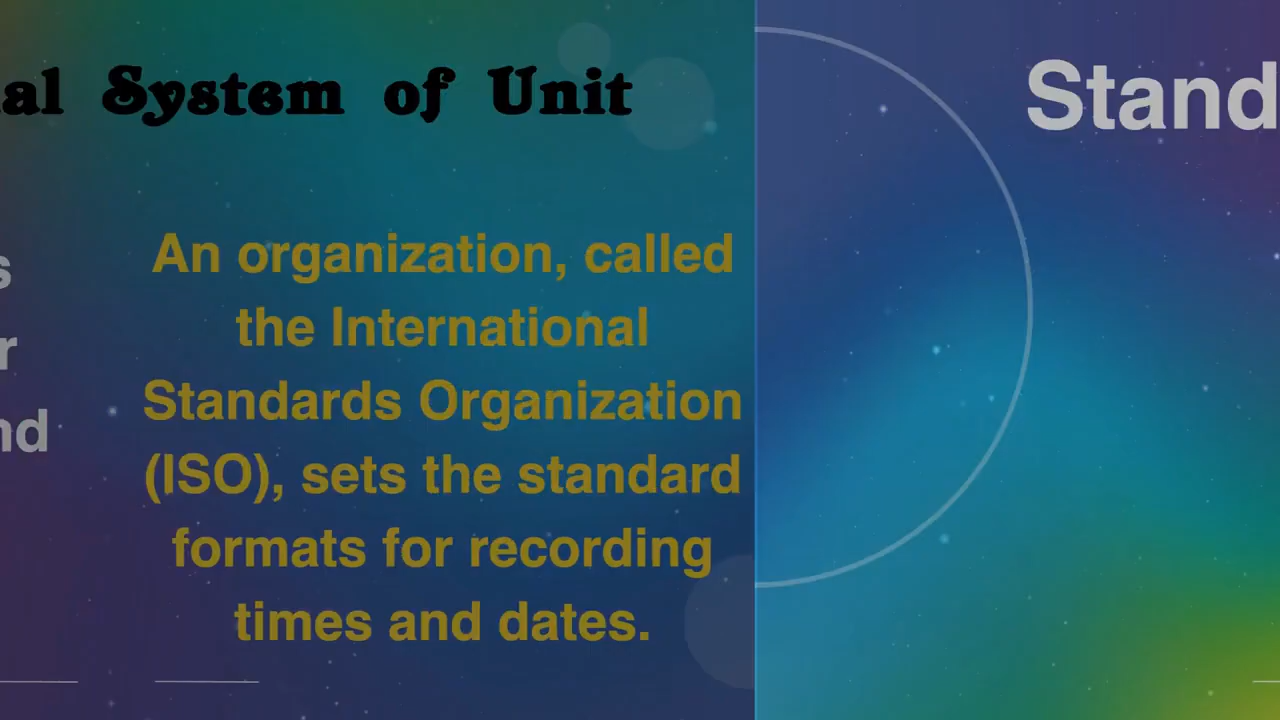 al System of Unit
Stand
An organization, called
the International
Standards Organization
(ISO), sets the standard
formats for recording
times and dates.
s
r
nd